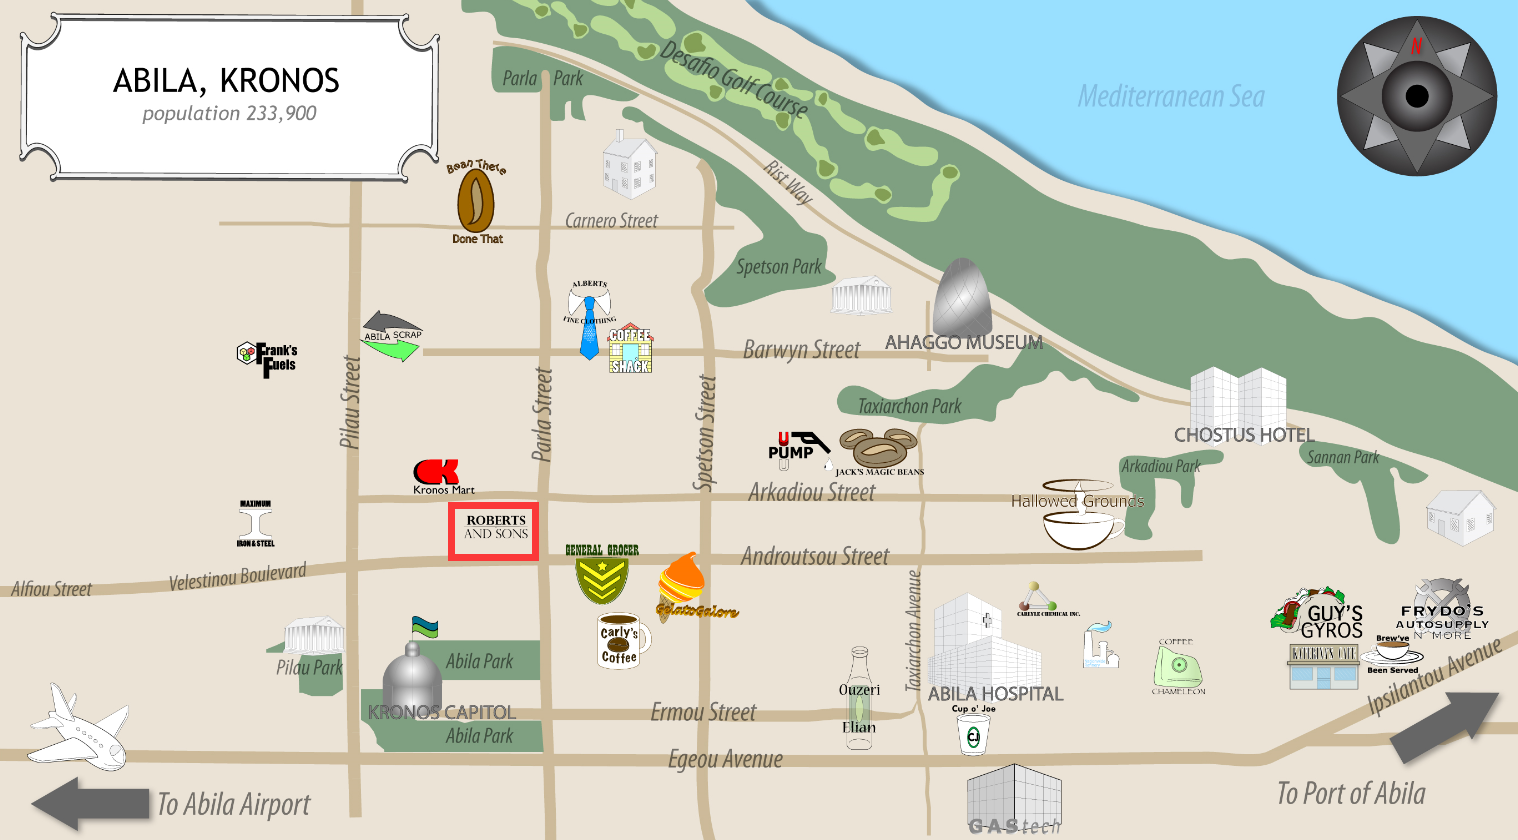 ABILA, KRONOS
population 233,900
N
Mediterranean Sea
Desafio Golf Course
Parla Park
Rist Way
Bean There
Done That
Carnero Street
Spetson Park
ALBERTS
FINE CLOTHING
ABILA SCRAP
COFFEE
SHACK
Frank's
Fuels
Barwyn Street
AHAGGO MUSEUM
Pilau Street
Parla Street
Spetson Street
Taxiarchon Park
CHOSTUS HOTEL
U
PUMP
JACK'S MAGIC BEANS
Arkadiou Park
Sannan Park
Kronos Mart
Arkadiou Street
Hallowed Grounds
MAXIMUM
IRON & STEEL
ROBERTS
AND SONS
GENERAL GROCER
Androutsou Street
Alfiou Street
Velestinou Boulevard
GelatoGalore
Taxiarchon Avenue
CARLYLE CHEMICAL INC.
GUY'S
GYROS
FRYDO'S
AUTOSUPPLY
N' MORE
Carly's
Coffee
COFFEE
CHAMELEON
KATERINA'S CAFE
Brew've
Been Served
Pilau Park
Abila Park
Ouzeri
Elian
ABILA HOSPITAL
Ipsilantou Avenue
KRONOS CAPITOL
Ermou Street
Cup o' Joe
CJ
Abila Park
Egeou Avenue
To Abila Airport
To Port of Abila
GAStech